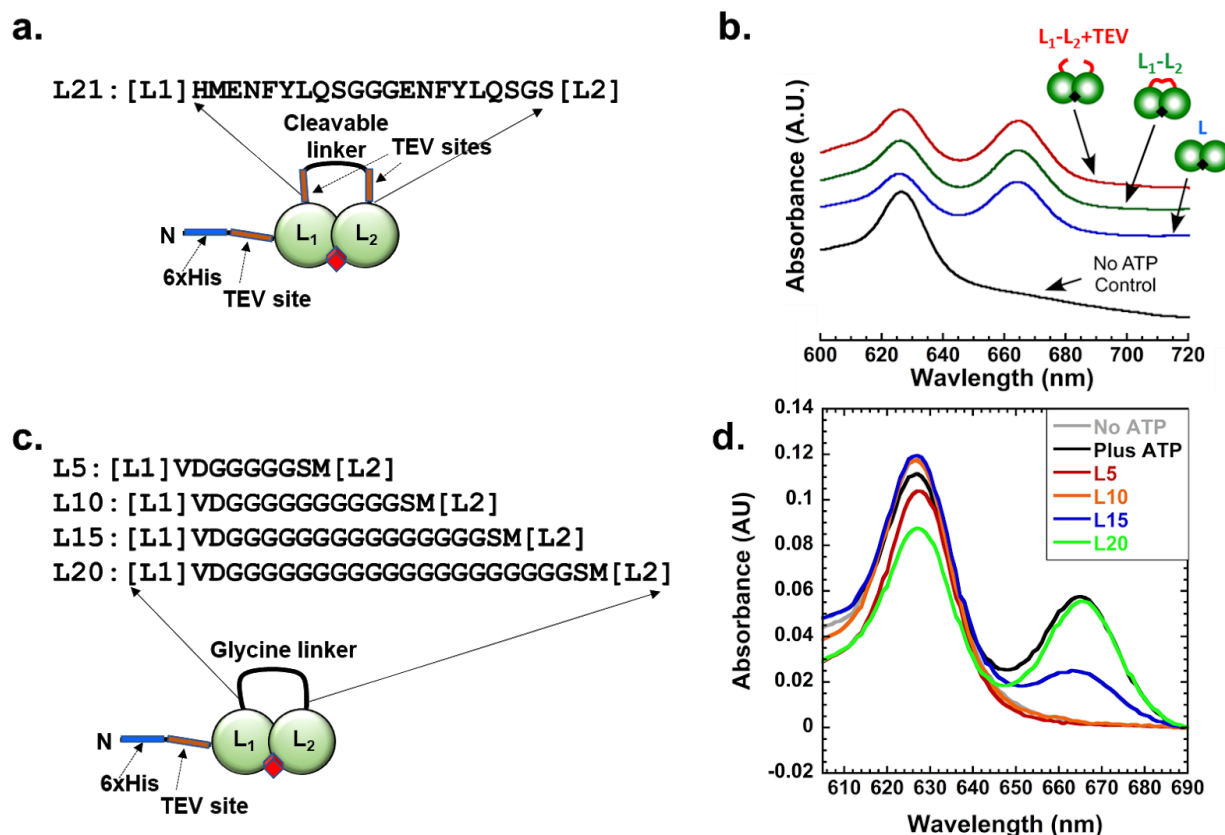 a.
L21:[L1]HMENFYLQSGGGENFYLQSGS[L2]
Cleavable
linker
TEV sites
N
L1
L2
6xHis
TEV site
b.
L1-L2+TEV
L1-L2
L
Absorbance (A.U.)
No ATP
Control
600 620 640 660 680 700 720
Wavlength (nm)
c.
L5:[L1]VDGGGGGSM[L2]
L10:[L1]VDGGGGGGGGGGSM[L2]
L15:[L1]VDGGGGGGGGGGGGGGGSM[L2]
L20:[L1]VDGGGGGGGGGGGGGGGGGGGGSM[L2]
Glycine linker
N
L1
L2
6xHis
TEV site
d.
0.14
0.12
0.1
0.08
0.06
0.04
0.02
0
-0.02
Absorbance (AU)
No ATP
Plus ATP
L5
L10
L15
L20
610 620 630 640 650 660 670 680 690
Wavelength (nm)